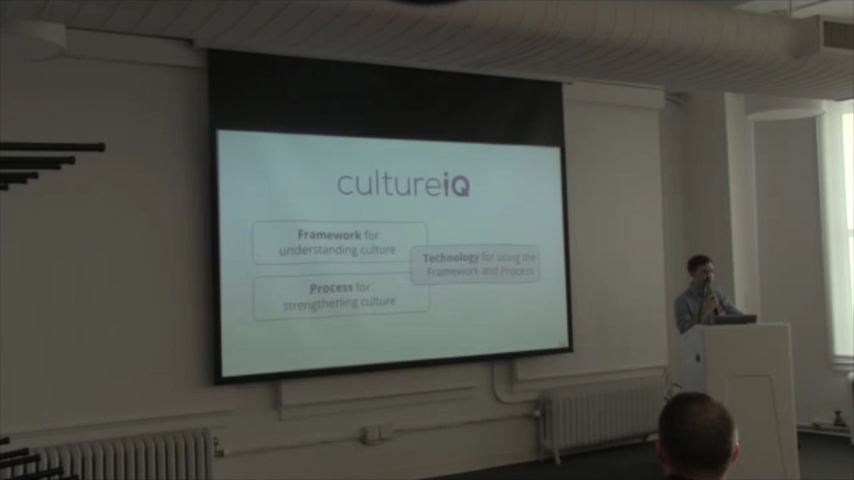 cultureiQ
Framework for
understanding culture
Technology for using the
Framework and Process
Process for
strengthening culture